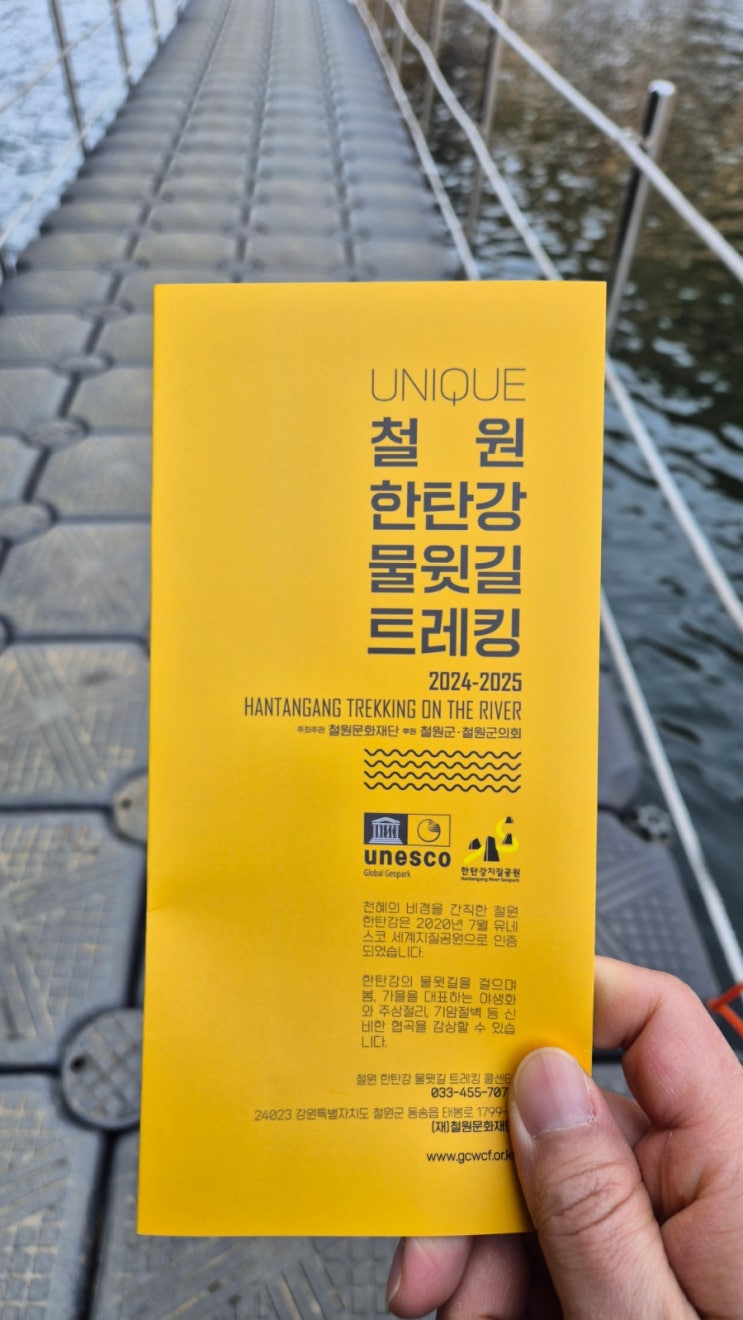 UNIQUE
철 원
한탄강
물윗길
트레킹
2024-2025
HANTANGANG TREKKING ON THE RIVER
주최주관 철원문화재단 후원 철원군·철원군의회
unesco
Global Geopark
한탄강지질공원
Hantangang River Geopark
천혜의 비경을 간직한 철원
한탄강은 2020년 7월 유네
스코 세계지질공원으로 인증
되었습니다.
한탄강의 물윗길을 걸으며
봄, 가을을 대표하는 야생화
와 주상절리, 기암절벽 등 신
비한 협곡을 감상할 수 있습
니다.
철원 한탄강 물윗길 트레킹
033-455-707
24023 강원특별자치도 철원군 동송읍 태봉로 1799-
(재)철원문화재
www.gcwcf.or.k